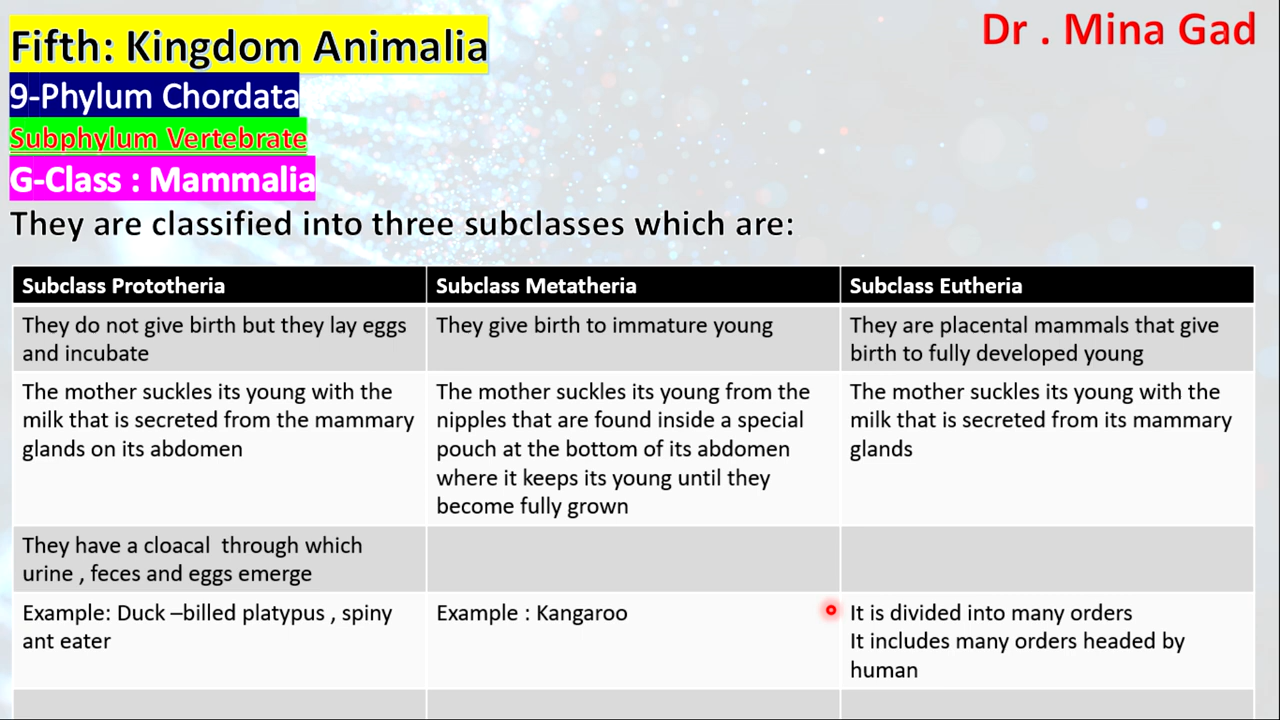 Fifth: Kingdom Animalia
Dr . Mina Gad
9-Phylum Chordata
Subphylum Vertebrate
G-Class : Mammalia
They are classified into three subclasses which are:
Subclass Prototheria
Subclass Metatheria
Subclass Eutheria
They do not give birth but they lay eggs
and incubate
They give birth to immature young
They are placental mammals that give
birth to fully developed young
The mother suckles its young with the
milk that is secreted from the mammary
glands on its abdomen
The mother suckles its young from the
nipples that are found inside a special
pouch at the bottom of its abdomen
where it keeps its young until they
become fully grown
The mother suckles its young with the
milk that is secreted from its mammary
glands
They have a cloacal  through which
urine , feces and eggs emerge
Example: Duck –billed platypus , spiny
ant eater
Example : Kangaroo
It is divided into many orders
It includes many orders headed by
human